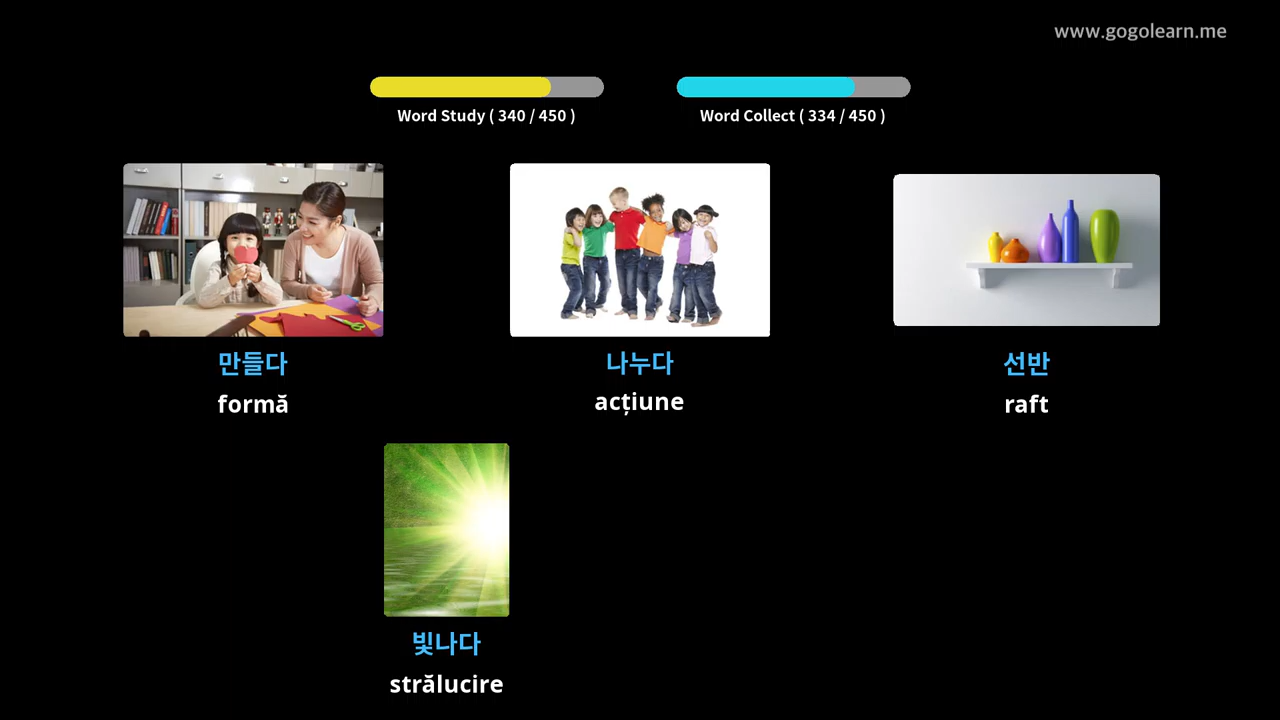 www.gogolearn.me
Word Study ( 340 / 450 )
Word Collect ( 334 / 450 )
만들다
formă
나누다
acțiune
선반
raft
빛나다
strălucire